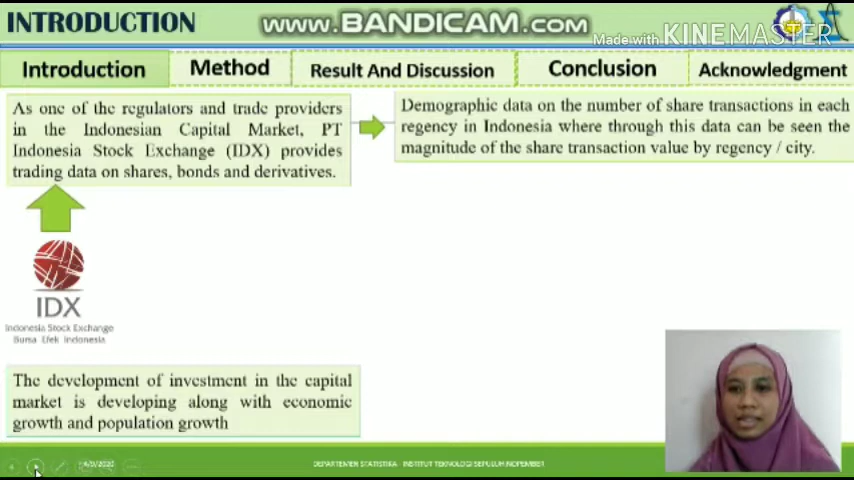 INTRODUCTION
www.BANDICAM.com
Made with KINEMASTER
Introduction
Method
Result And Discussion
Conclusion
Acknowledgment
As one of the regulators and trade providers
in the Indonesian Capital Market, PT
Indonesia Stock Exchange (IDX) provides
trading data on shares, bonds and derivatives.
Demographic data on the number of share transactions in each
regency in Indonesia where through this data can be seen the
magnitude of the share transaction value by regency / city.
IDX
Indonesia Stock Exchange
Bursa Efek Indonesia
The development of investment in the capital
market is developing along with economic
growth and population growth
DEPARTEMEN STATISTIKA - INSTITUT TEKNOLOGI SEPULUH NOPEMBER